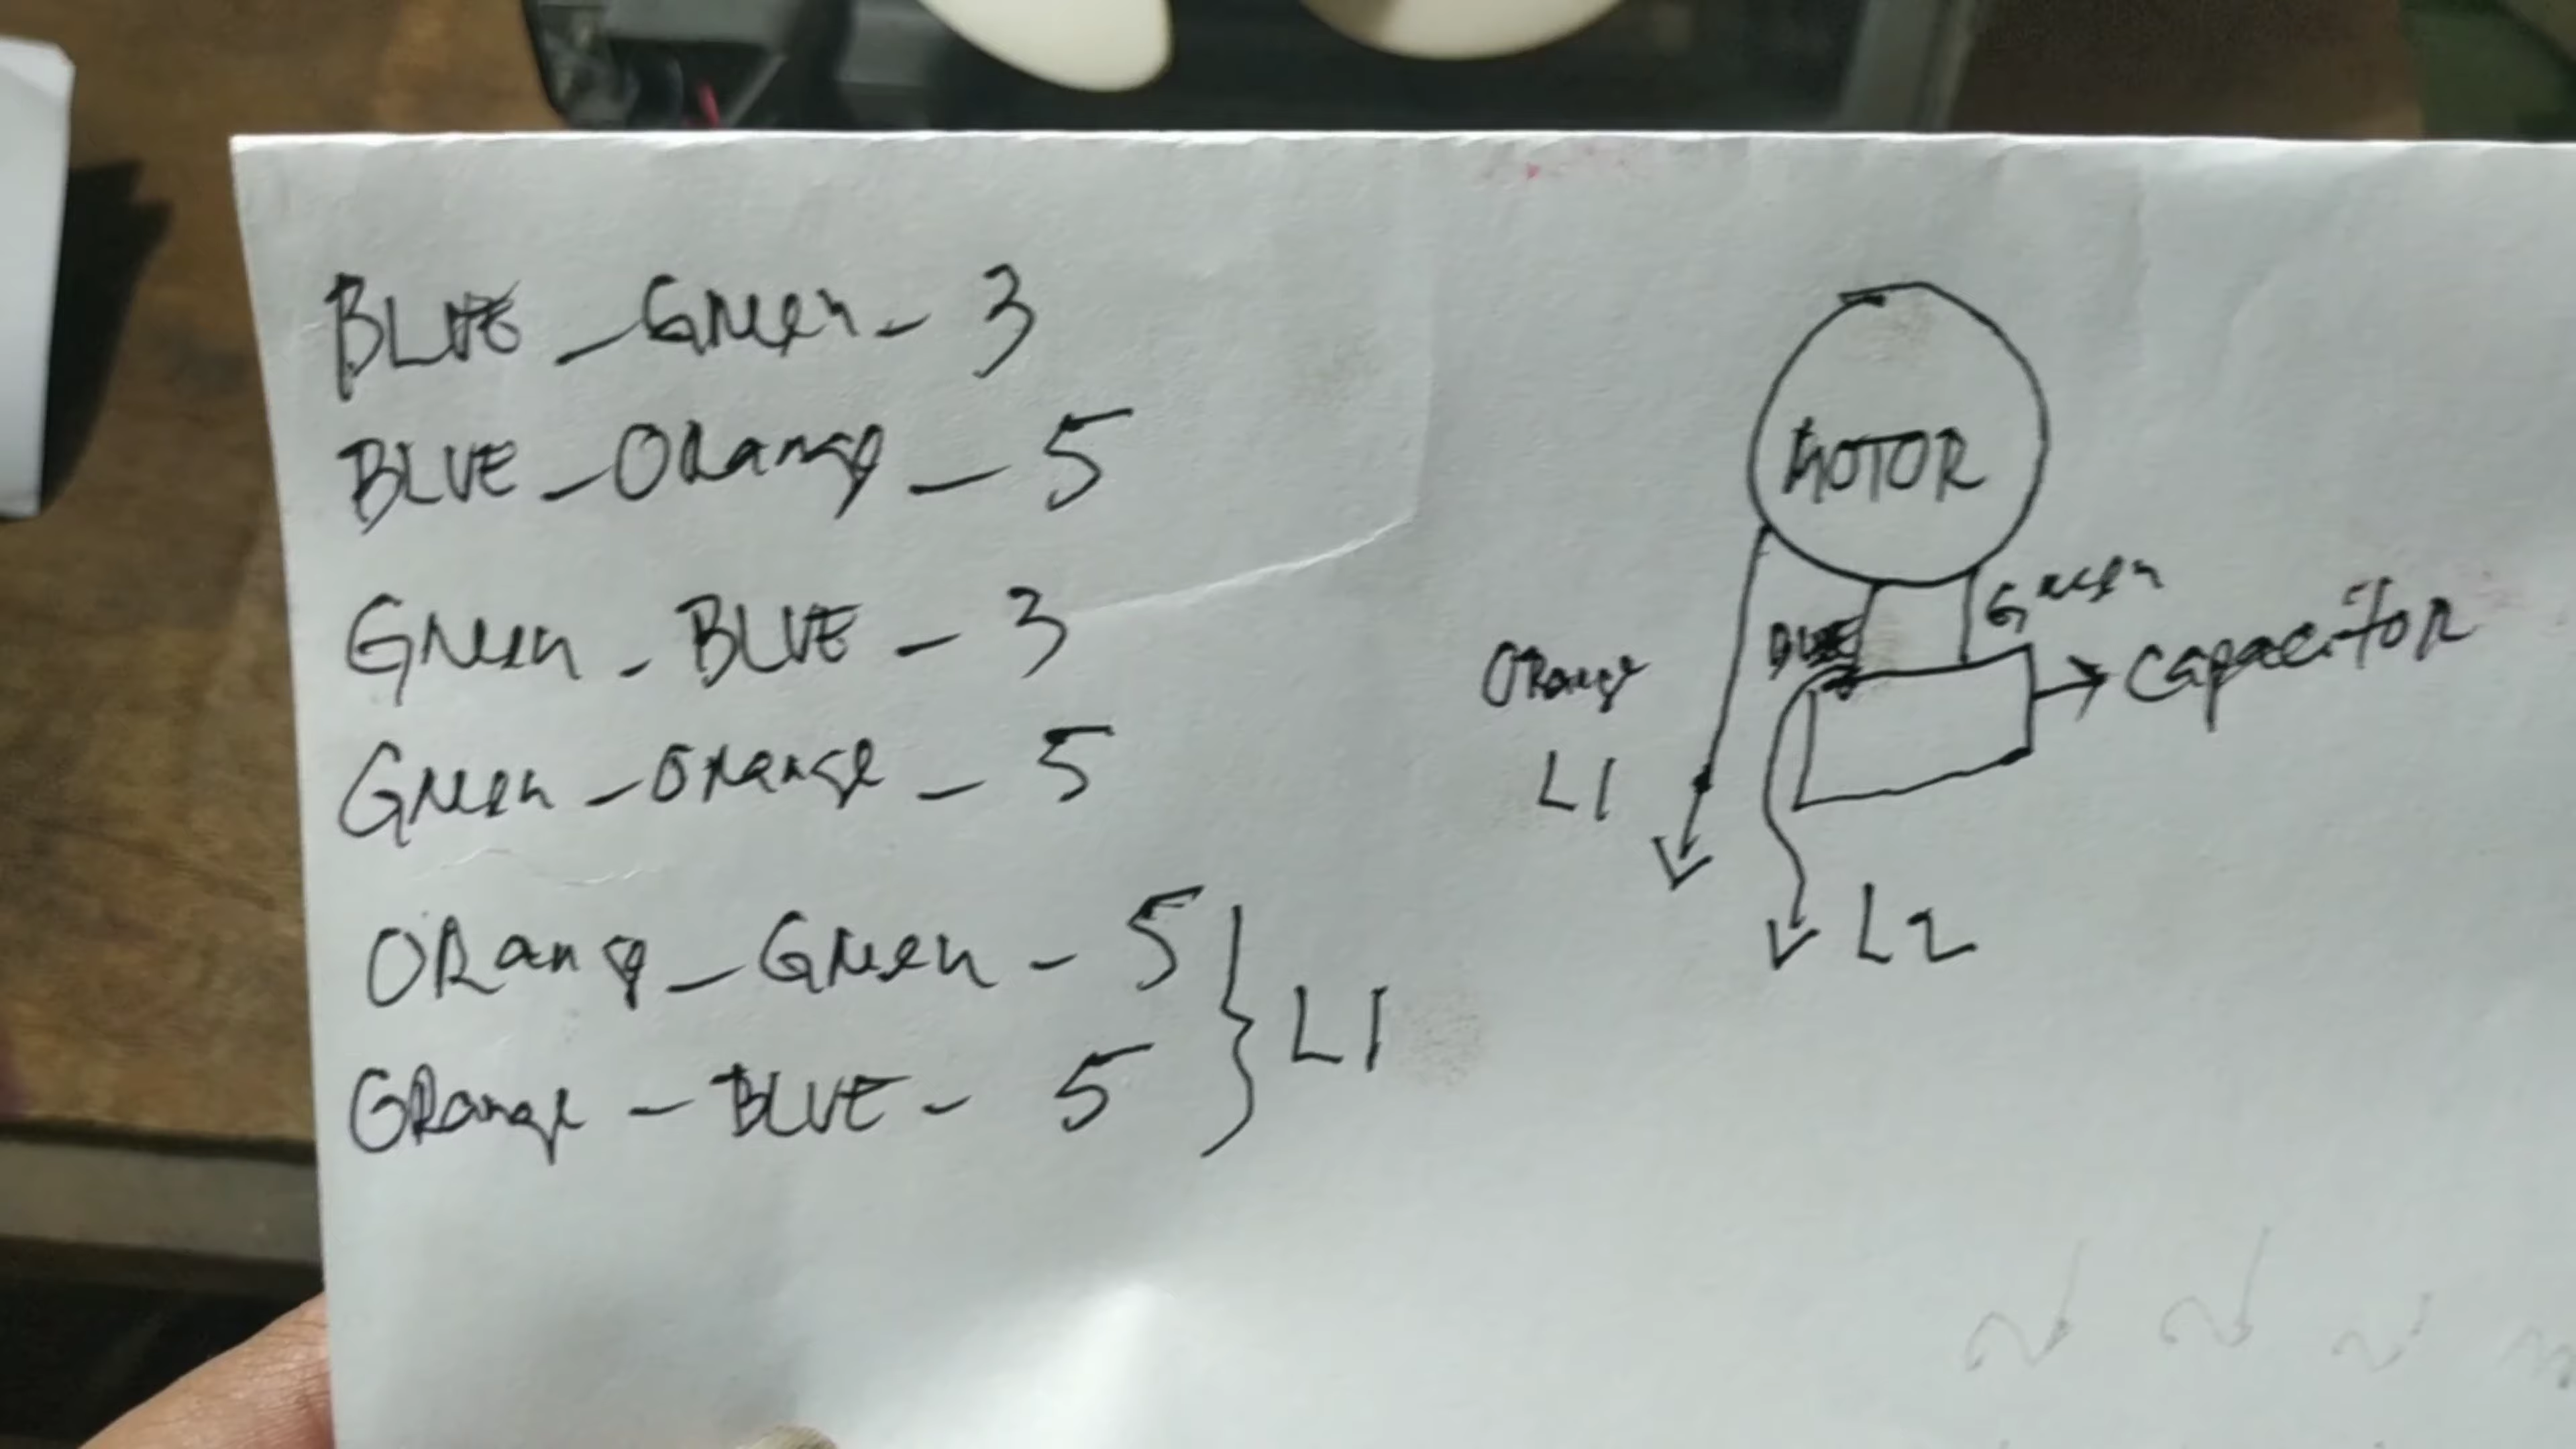 BLUE - Green - 3
BLUE - ORange - 5
Green - BLUE - 3
Green - ORange - 5
ORange - Green - 5
ORange - BLUE - 5
} L1
MOTOR
Green
BLUE
capacitor
ORange
L1
L2